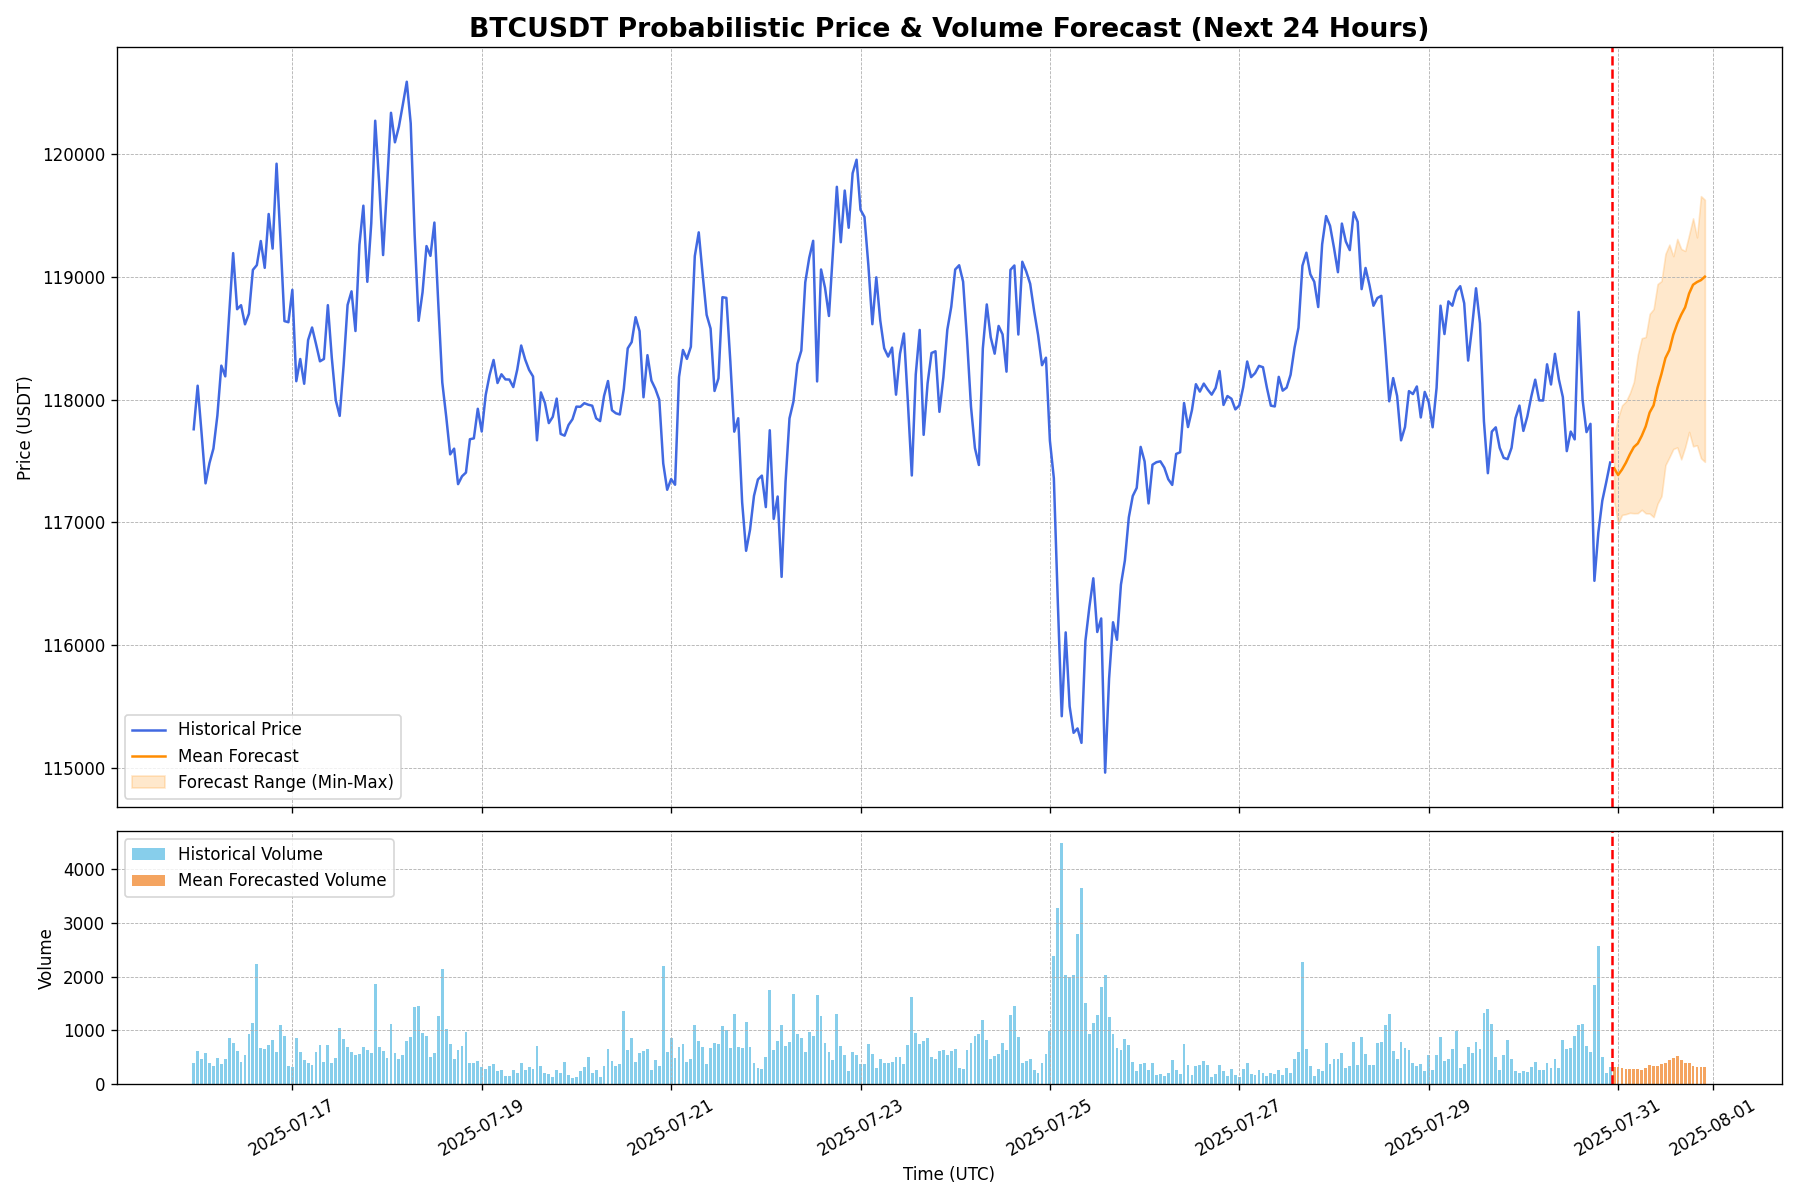 BTCUSDT Probabilistic Price & Volume Forecast (Next 24 Hours)
Price (USDT)
120000
119000
118000
117000
116000
115000
Historical Price
Mean Forecast
Forecast Range (Min-Max)
Volume
4000
3000
2000
1000
0
Historical Volume
Mean Forecasted Volume
2025-07-17
2025-07-19
2025-07-21
2025-07-23
2025-07-25
2025-07-27
2025-07-29
2025-07-31
2025-08-01
Time (UTC)